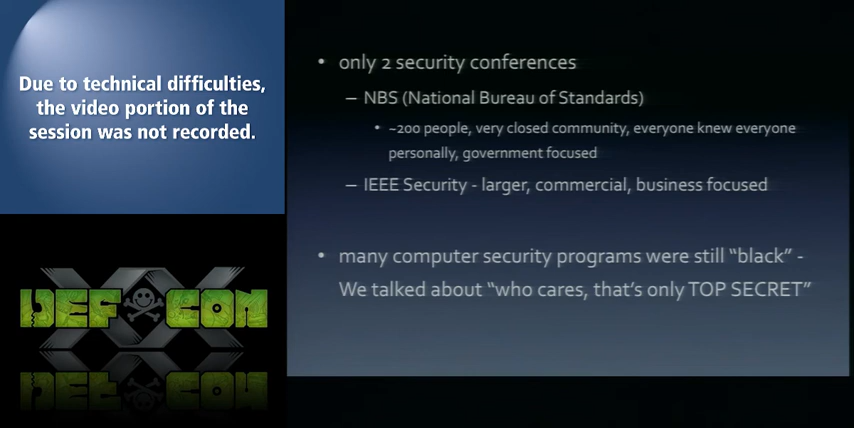 Due to technical difficulties,
the video portion of the
session was not recorded.
DEF CON
XX
• only 2 security conferences
– NBS (National Bureau of Standards)
• ~200 people, very closed community, everyone knew everyone
personally, government focused
– IEEE Security - larger, commercial, business focused
• many computer security programs were still “black” -
We talked about “who cares, that’s only TOP SECRET”